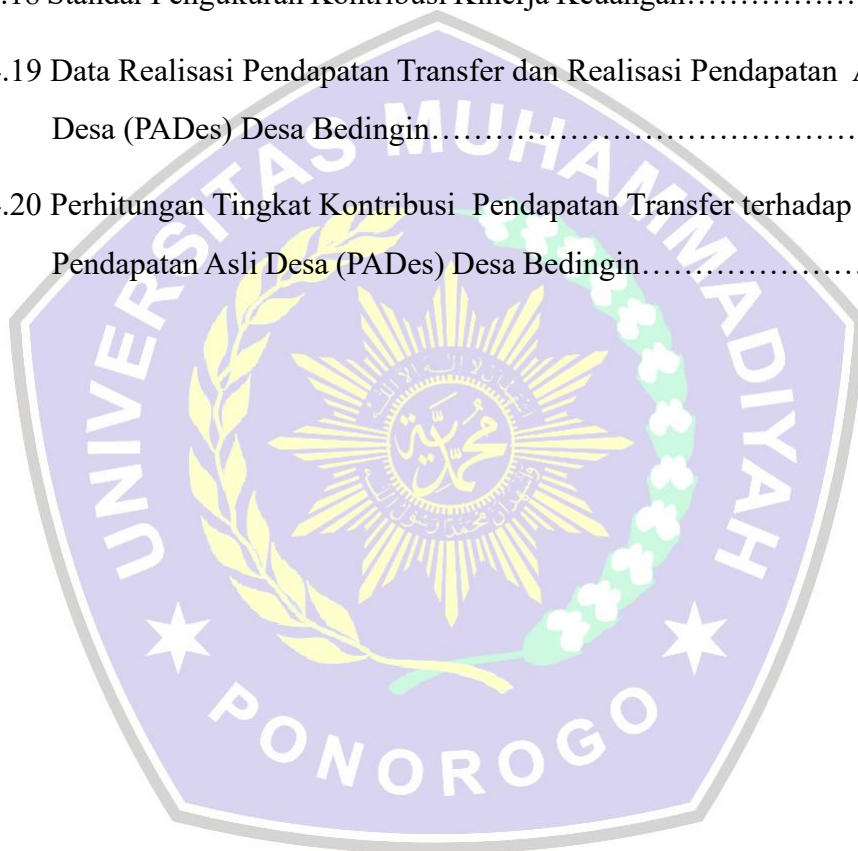 .18 Standar Pengukuran Kontribusi Kinerja Keuangan………………
.19 Data Realisasi Pendapatan Transfer dan Realisasi Pendapatan A
Desa (PADes) Desa Bedingin………………………………………
.20 Perhitungan Tingkat Kontribusi Pendapatan Transfer terhadap
Pendapatan Asli Desa (PADes) Desa Bedingin…………………
UNIVERSITAS MUHAMMADIYAH
PONOROGO